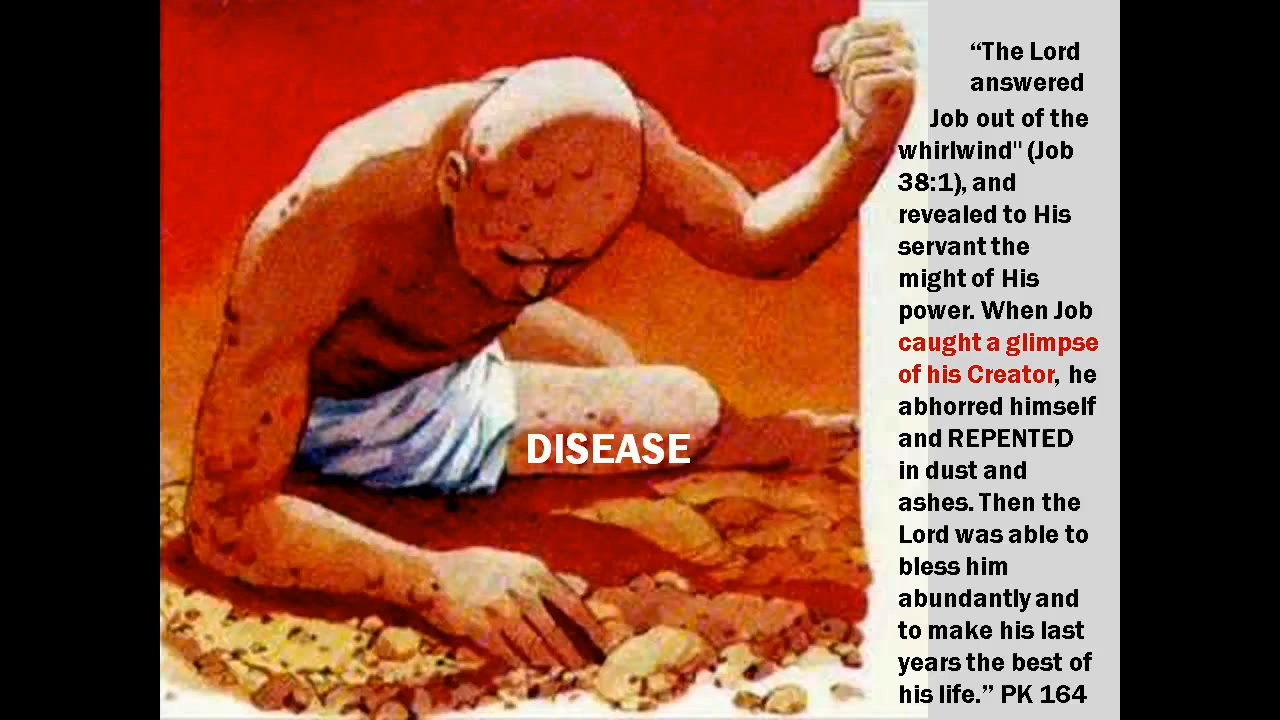 “The Lord
answered
Job out of the
whirlwind" (Job
38:1), and
revealed to His
servant the
might of His
power. When Job
caught a glimpse
of his Creator, he
abhorred himself
and REPENTED
in dust and
ashes. Then the
Lord was able to
bless him
abundantly and
to make his last
years the best of
his life.” PK 164
DISEASE